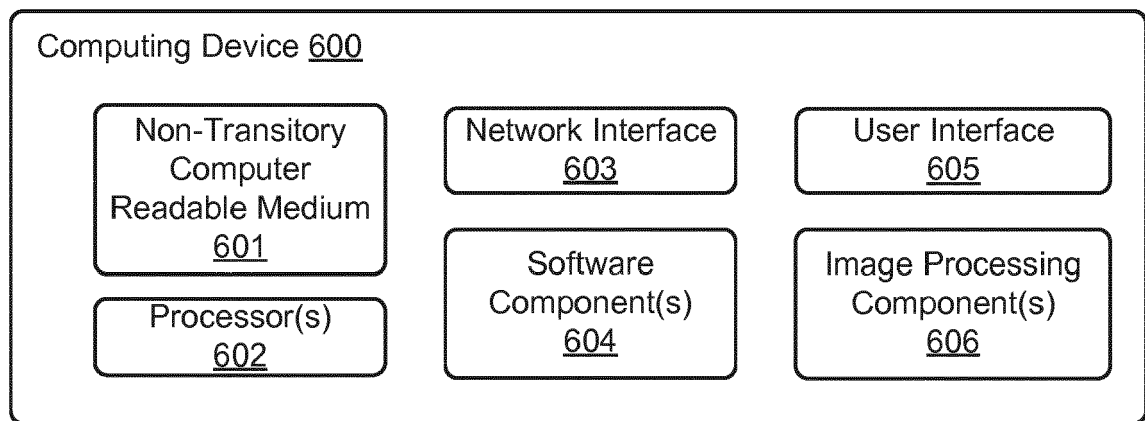 Computing Device 600
Non-Transitory
Computer
Readable Medium
601
Processor(s)
602
Network Interface
603
Software
Component(s)
604
User Interface
605
Image Processing
Component(s)
606